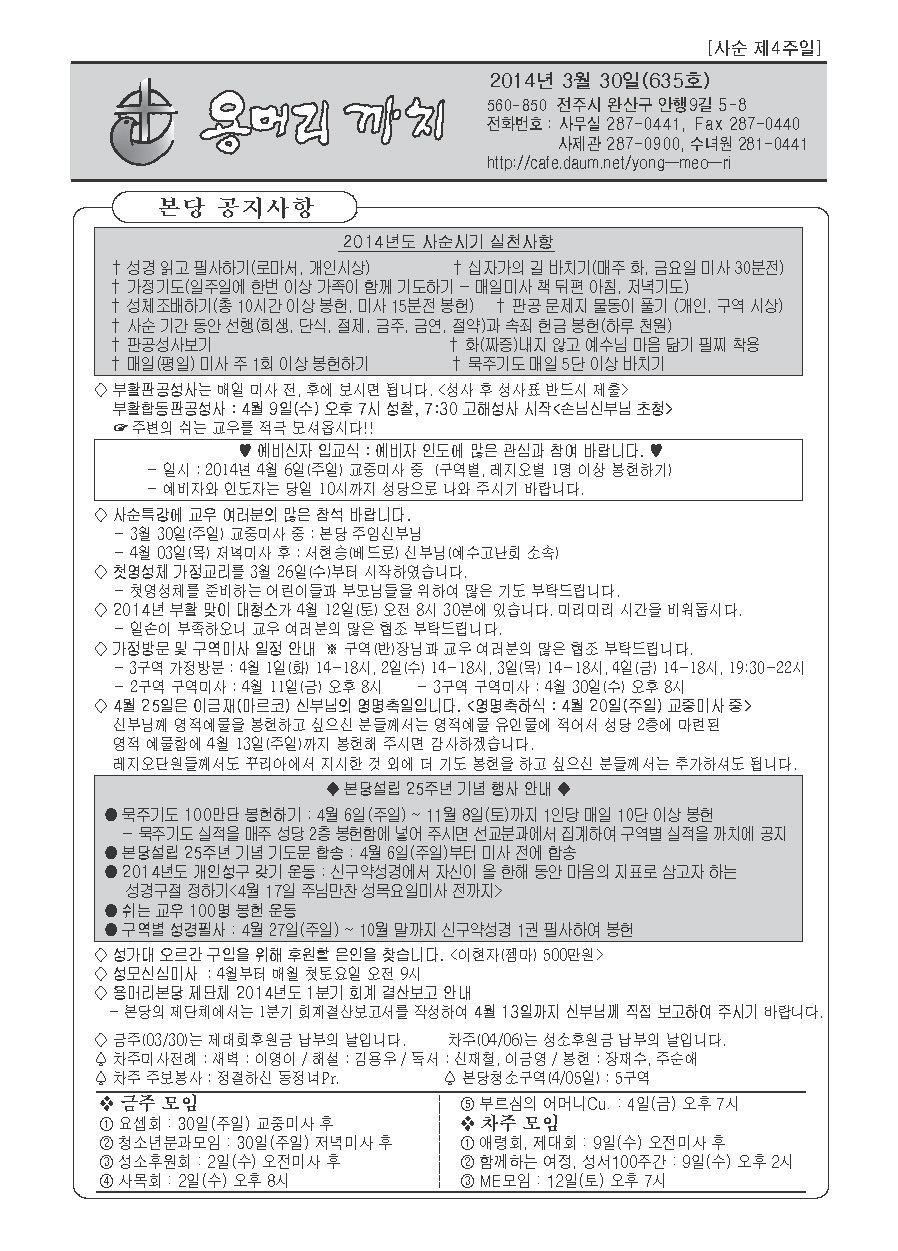 [사순 제4주일]
용머리 까치
2014년 3월 30일(635호)
560-850 전주시 완산구 안행9길 5-8
전화번호 : 사무실 287-0441, Fax 287-0440
사제관 287-0900, 수녀원 281-0441
http://cafe.daum.net/yong—meo—ri
본당 공지사항
2014년도 사순시기 실천사항
† 성경 읽고 필사하기(로마서, 개인시상) † 십자가의 길 바치기(매주 화, 금요일 미사 30분전)
† 가정기도(일주일에 한번 이상 가족이 함께 기도하기 - 매일미사 책 뒤편 아침, 저녁기도)
† 성체조배하기(총 10시간 이상 봉헌, 미사 15분전 봉헌) † 판공 문제지 물동이 풀기 (개인, 구역 시상)
† 사순 기간 동안 선행(희생, 단식, 절제, 금주, 금연, 절약)과 속죄 헌금 봉헌(하루 천원)
† 판공성사보기 † 화(짜증)내지 않고 예수님 마음 닮기 필찌 착용
† 매일(평일) 미사 주 1회 이상 봉헌하기 † 묵주기도 매일 5단 이상 바치기
◇ 부활판공성사는 매일 미사 전, 후에 보시면 됩니다. <성사 후 성사표 반드시 제출>
부활합동판공성사 : 4월 9일(수) 오후 7시 성찰, 7:30 고해성사 시작<손님신부님 초청>
☞ 주변의 쉬는 교우를 적극 모셔옵시다!!
♥ 예비신자 입교식 : 예비자 인도에 많은 관심과 참여 바랍니다. ♥
- 일시 : 2014년 4월 6일(주일) 교중미사 중 (구역별, 레지오별 1명 이상 봉헌하기)
- 예비자와 인도자는 당일 10시까지 성당으로 나와 주시기 바랍니다.
◇ 사순특강에 교우 여러분의 많은 참석 바랍니다.
- 3월 30일(주일) 교중미사 중 : 본당 주임신부님
- 4월 03일(목) 저녁미사 후 : 서현승(베드로) 신부님(예수고난회 소속)
◇ 첫영성체 가정교리를 3월 26일(수)부터 시작하였습니다.
- 첫영성체를 준비하는 어린이들과 부모님들을 위하여 많은 기도 부탁드립니다.
◇ 2014년 부활 맞이 대청소가 4월 12일(토) 오전 8시 30분에 있습니다. 미리미리 시간을 비워둡시다.
- 일손이 부족하오니 교우 여러분의 많은 협조 부탁드립니다.
◇ 가정방문 및 구역미사 일정 안내 ※ 구역(반)장님과 교우 여러분의 많은 협조 부탁드립니다.
- 3구역 가정방문 : 4월 1일(화) 14-18시, 2일(수) 14-18시, 3일(목) 14-18시, 4일(금) 14-18시, 19:30-22시
- 2구역 구역미사 : 4월 11일(금) 오후 8시 - 3구역 구역미사 : 4월 30일(수) 오후 8시
◇ 4월 25일은 이금재(마르코) 신부님의 영명축일입니다. <영명축하식 : 4월 20일(주일) 교중미사 중>
신부님께 영적예물을 봉헌하고 싶으신 분들께서는 영적예물 유인물에 적어서 성당 2층에 마련된
영적 예물함에 4월 13일(주일)까지 봉헌해 주시면 감사하겠습니다.
레지오단원들께서도 꾸리아에서 지시한 것 외에 더 기도 봉헌을 하고 싶으신 분들께서는 추가하셔도 됩니다.
◆ 본당설립 25주년 기념 행사 안내 ◆
● 묵주기도 100만단 봉헌하기 : 4월 6일(주일) ~ 11월 8일(토)까지 1인당 매일 10단 이상 봉헌
- 묵주기도 실적을 매주 성당 2층 봉헌함에 넣어 주시면 선교분과에서 집계하여 구역별 실적을 까치에 공지
● 본당설립 25주년 기념 기도문 합송 : 4월 6일(주일)부터 미사 전에 합송
● 2014년도 개인성구 갖기 운동 : 신구약성경에서 자신이 올 한해 동안 마음의 지표로 삼고자 하는
성경구절 정하기<4월 17일 주님만찬 성목요일미사 전까지>
● 쉬는 교우 100명 봉헌 운동
● 구역별 성경필사 : 4월 27일(주일) ~ 10월 말까지 신구약성경 1권 필사하여 봉헌
◇ 성가대 오르간 구입을 위해 후원할 은인을 찾습니다. <이현자(젬마) 500만원>
◇ 성모신심미사 : 4월부터 매월 첫토요일 오전 9시
◇ 용머리본당 제단체 2014년도 1분기 회계 결산보고 안내
- 본당의 제단체에서는 1분기 회계결산보고서를 작성하여 4월 13일까지 신부님께 직접 보고하여 주시기 바랍니다.
◇ 금주(03/30)는 제대회후원금 납부의 날입니다. 차주(04/06)는 성소후원금 납부의 날입니다.
♤ 차주미사전례 : 새벽 : 이영이 / 해설 : 김용우 / 독서 : 신재철, 이금영 / 봉헌 : 장재수, 주순애
♤ 차주 주보봉사 : 정결하신 동정녀Pr. ♤ 본당청소구역(4/05일) : 5구역
❖ 금주 모임
① 요셉회 : 30일(주일) 교중미사 후
② 청소년분과모임 : 30일(주일) 저녁미사 후
③ 성소후원회 : 2일(수) 오전미사 후
④ 사목회 : 2일(수) 오후 8시
⑤ 부르심의 어머니Cu. : 4일(금) 오후 7시
❖ 차주 모임
① 애령회, 제대회 : 9일(수) 오전미사 후
② 함께하는 여정, 성서100주간 : 9일(수) 오후 2시
③ ME모임 : 12일(토) 오후 7시